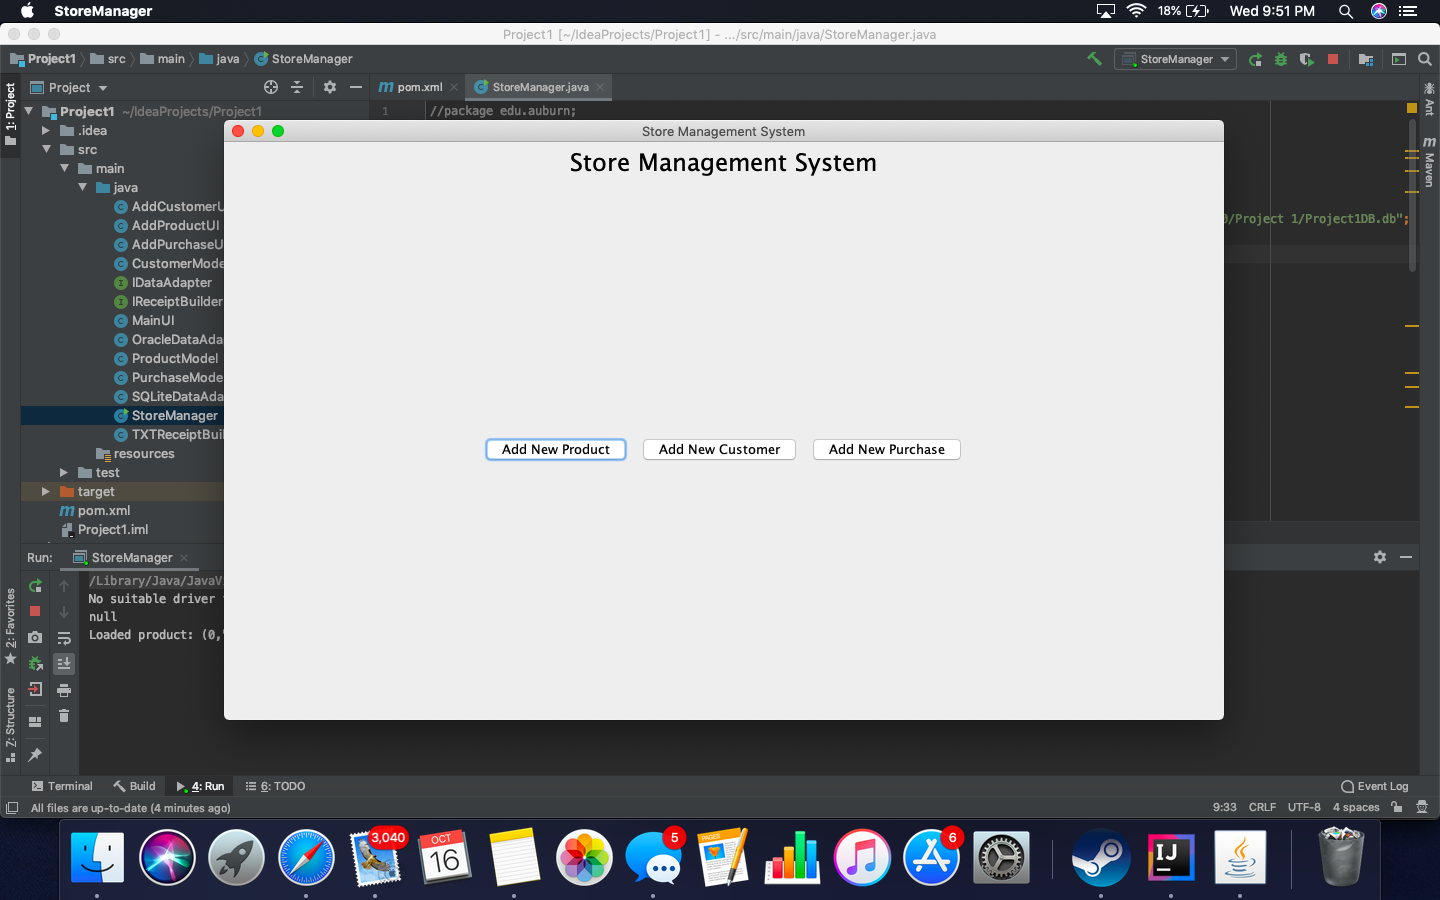 StoreManager
18%
Wed 9:51 PM
Project1 [~/IdeaProjects/Project1] - .../src/main/java/StoreManager.java
Project1 src main java StoreManager
StoreManager
Project
pom.xml
StoreManager.java
1: Project
Project1 ~/IdeaProjects/Project1
1 //package edu.auburn;
Ant
Maven
.idea
src
main
java
AddCustomerU
AddProductUI
AddPurchaseU
CustomerMode
IDataAdapter
IReceiptBuilder
MainUI
OracleDataAda
ProductModel
PurchaseMode
SQLiteDataAda
StoreManager
TXTReceiptBuil
resources
test
target
pom.xml
Project1.iml
/Project 1/Project1DB.db";
Store Management System
Store Management System
Add New Product
Add New Customer
Add New Purchase
Run: StoreManager
/Library/Java/JavaV
No suitable driver
null
Loaded product: (0,
2: Favorites
Z: Structure
Terminal
Build
4: Run
6: TODO
Event Log
All files are up-to-date (4 minutes ago)
9:33 CRLF UTF-8 4 spaces
3,040
OCT
16
5
PAGES
6
IJ